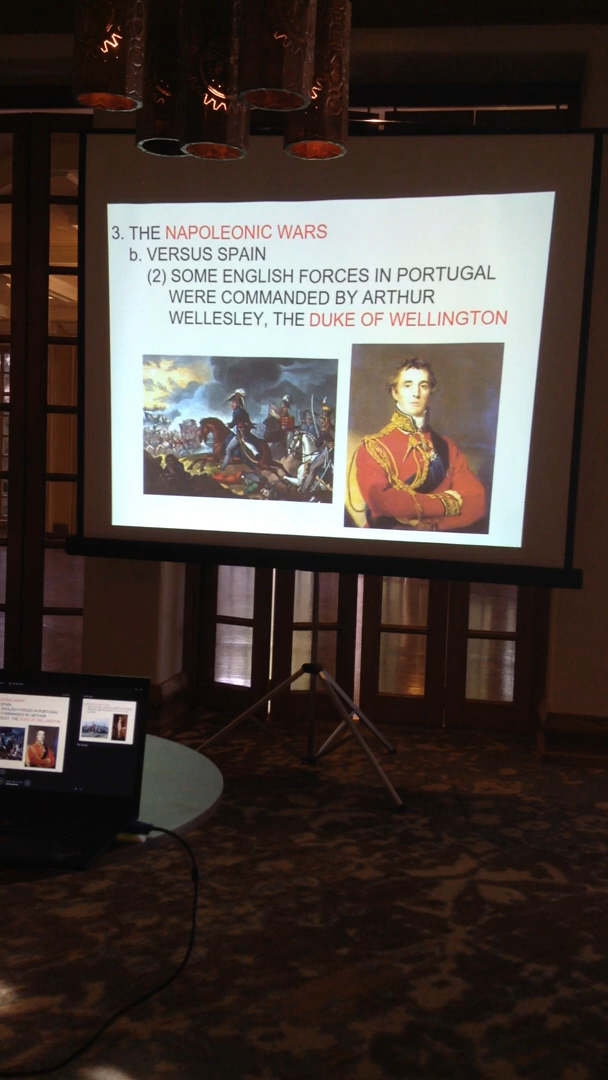 3. THE NAPOLEONIC WARS
b. VERSUS SPAIN
(2) SOME ENGLISH FORCES IN PORTUGAL
WERE COMMANDED BY ARTHUR
WELLESLEY, THE DUKE OF WELLINGTON